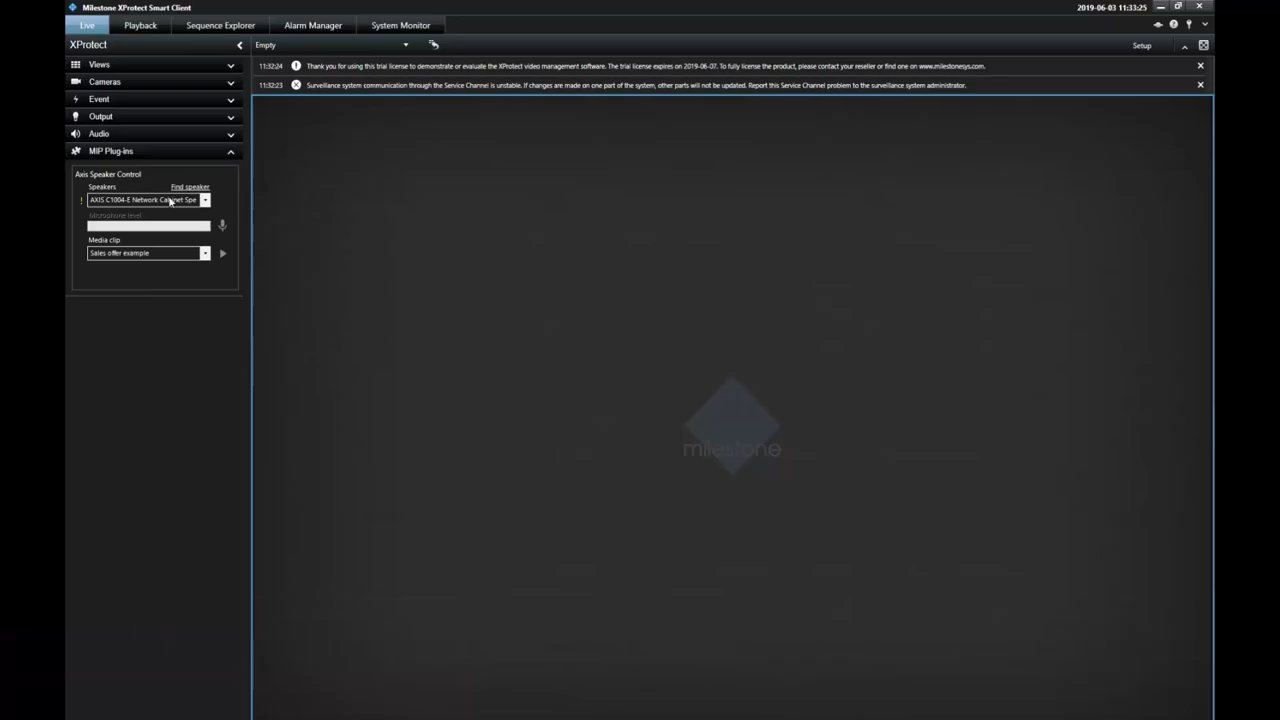 Milestone XProtect Smart Client
2019-06-03 11:33:25
Live
Playback
Sequence Explorer
Alarm Manager
System Monitor
XProtect
Empty
Setup
Views
11:32:24 Thank you for using this trial license to demonstrate or evaluate the XProtect video management software. The trial license expires on 2019-06-07. To fully license the product, please contact your reseller or find one on www.milestonesys.com.
Cameras
11:32:23 Surveillance system communication through the Service Channel is unstable. If changes are made on one part of the system, other parts will not be updated. Report this Service Channel problem to the surveillance system administrator.
Event
Output
Audio
MIP Plug-ins
Axis Speaker Control
Speakers
Find speaker
AXIS C1004-E Network Cabinet Spe
Microphone level
Media clip
Sales offer example
milestone